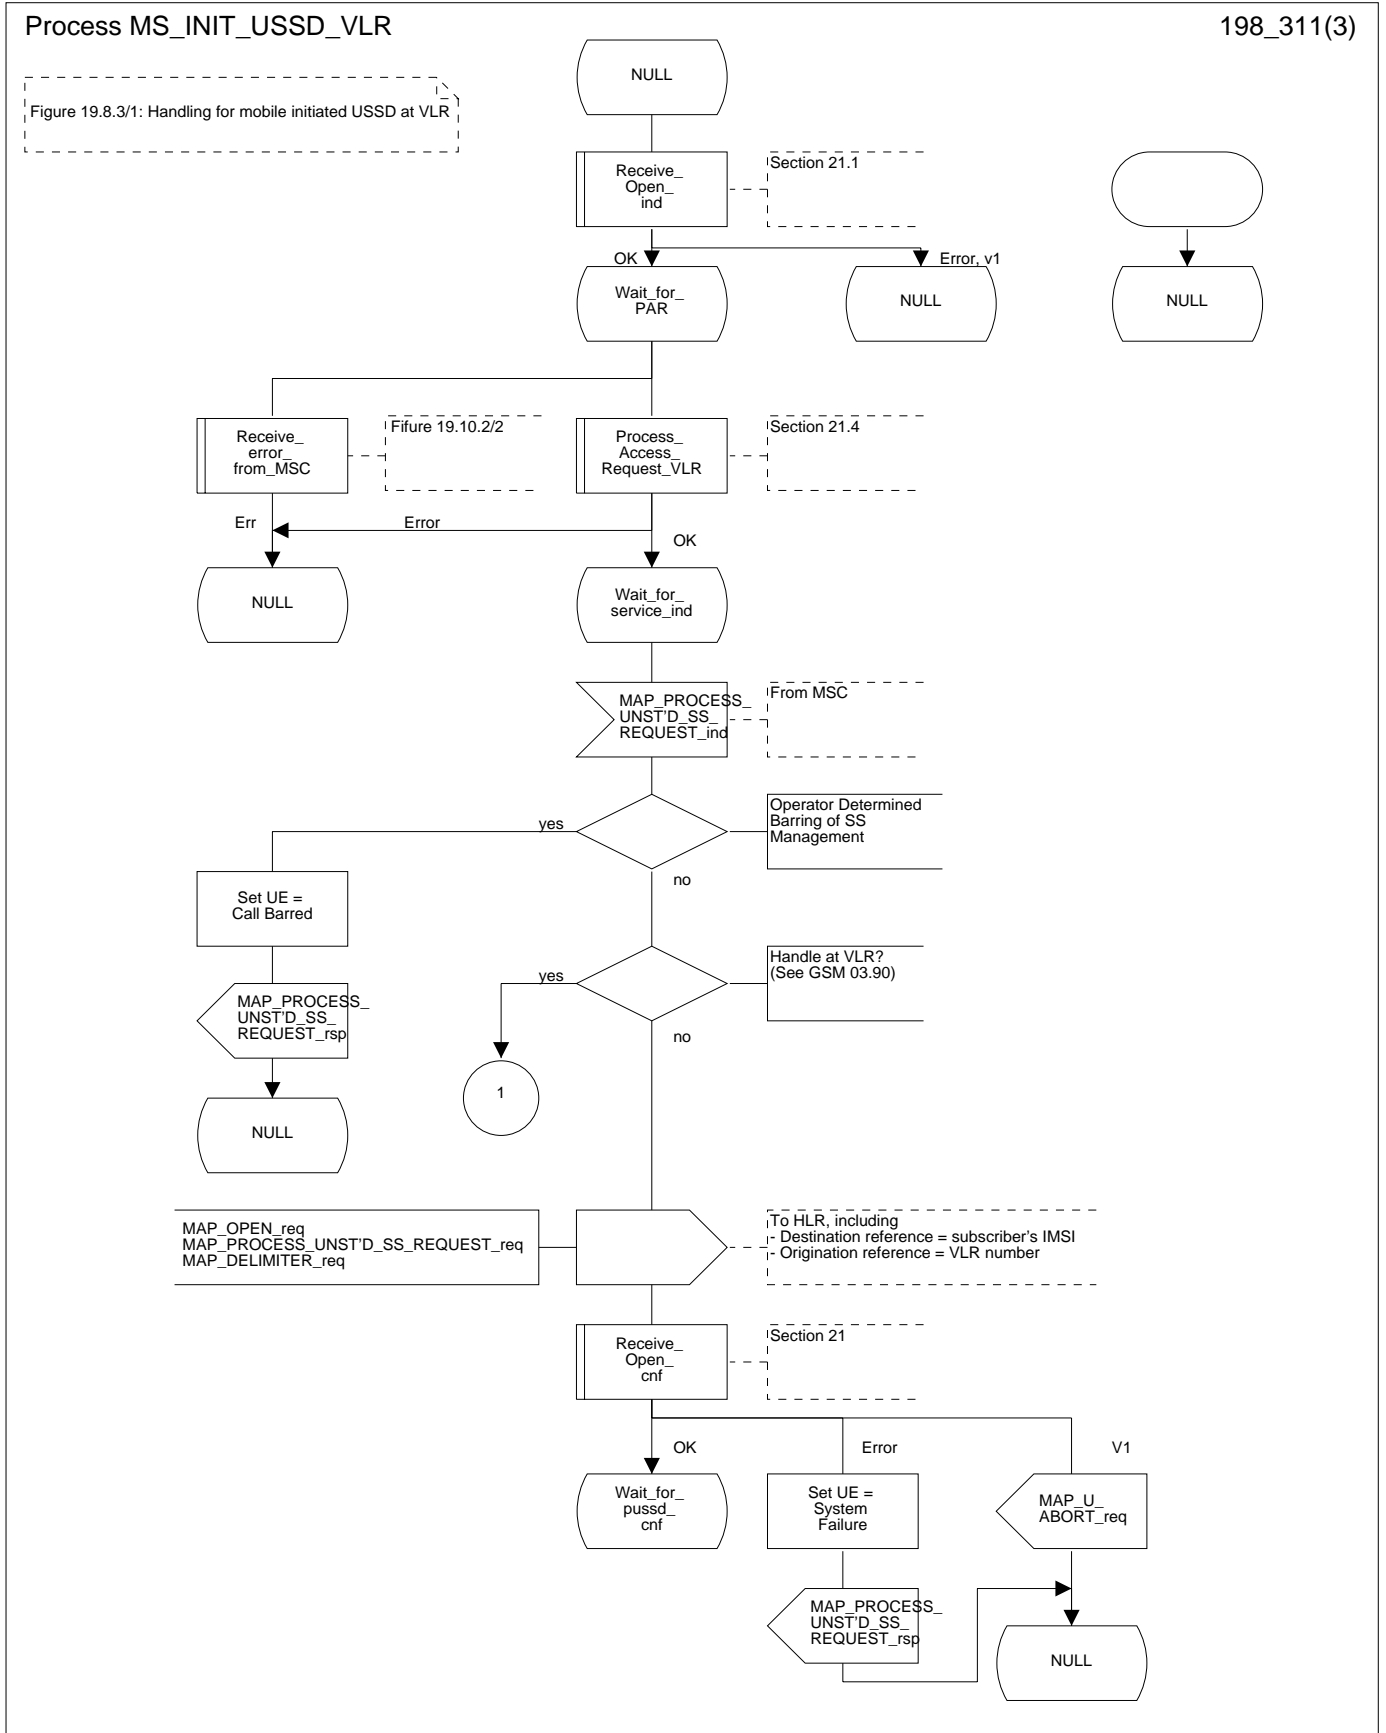 Process MS_INIT_USSD_VLR
198_311(3)
Figure 19.8.3/1: Handling for mobile initiated USSD at VLR
NULL
Receive_
Open_
ind
Section 21.1
OK
Error, v1
Wait_for_
PAR
NULL
NULL
Receive_
error_
from_MSC
Fifure 19.10.2/2
Process_
Access_
Request_VLR
Section 21.4
Err
Error
OK
NULL
Wait_for_
service_ind
MAP_PROCESS_
UNST'D_SS_
REQUEST_ind
From MSC
Operator Determined
Barring of SS
Management
yes
no
Set UE =
Call Barred
Handle at VLR?
(See GSM 03.90)
yes
no
MAP_PROCESS_
UNST'D_SS_
REQUEST_rsp
1
NULL
MAP_OPEN_req
MAP_PROCESS_UNST'D_SS_REQUEST_req
MAP_DELIMITER_req
To HLR, including
- Destination reference = subscriber's IMSI
- Origination reference = VLR number
Receive_
Open_
cnf
Section 21
OK
Error
V1
Wait_for_
pussd_
cnf
Set UE =
System
Failure
MAP_U_
ABORT_req
MAP_PROCESS_
UNST'D_SS_
REQUEST_rsp
NULL